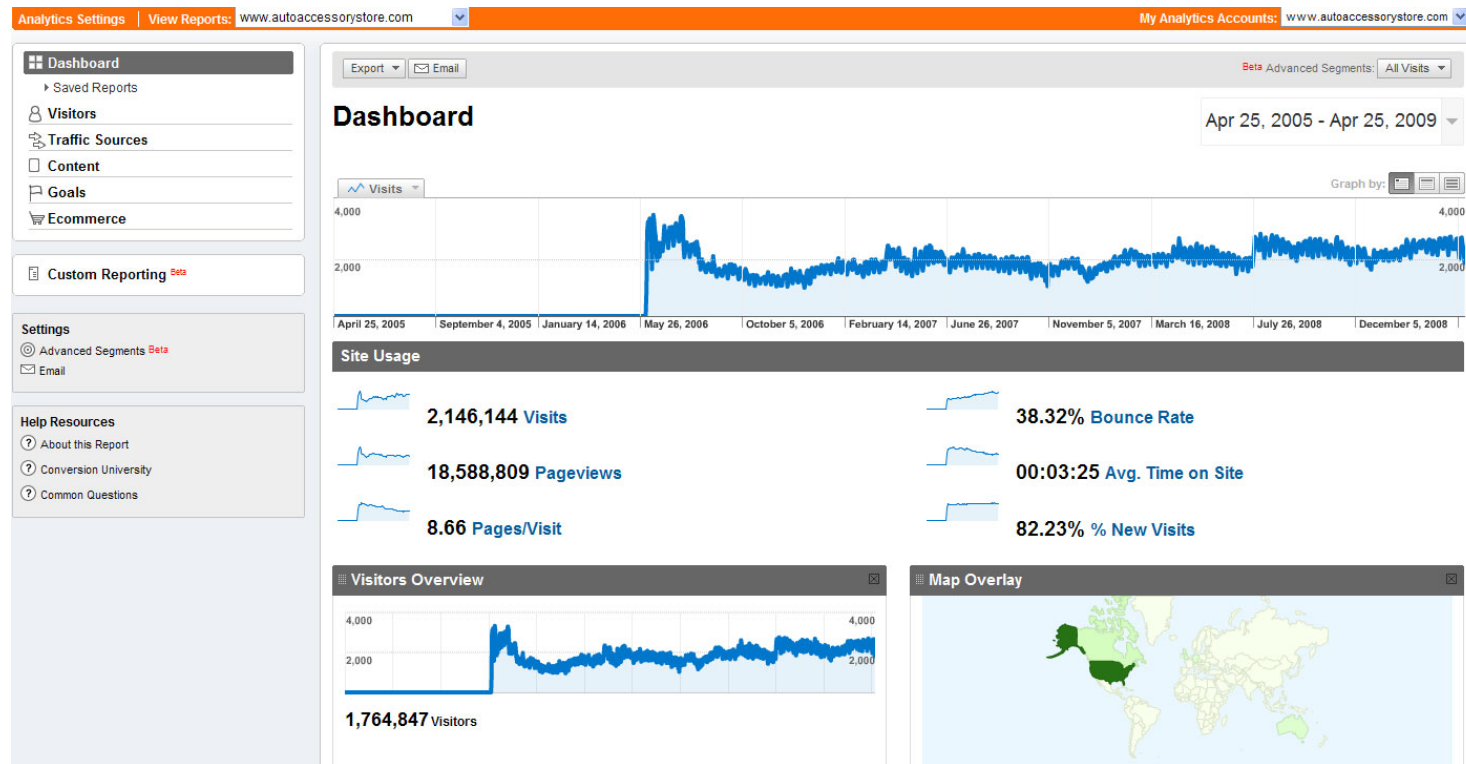 Analytics Settings | View Reports: www.autoaccessorystore.com My Analytics Accounts: www.autoaccessorystore.com
Dashboard
Saved Reports
Visitors
Traffic Sources
Content
Goals
Ecommerce
Custom Reporting Beta
Settings
Advanced Segments Beta
Email
Help Resources
? About this Report
? Conversion University
? Common Questions
Export Email Beta Advanced Segments: All Visits
Dashboard
Apr 25, 2005 - Apr 25, 2009
Visits Graph by:
4,000 4,000
2,000 2,000
April 25, 2005 September 4, 2005 January 14, 2006 May 26, 2006 October 5, 2006 February 14, 2007 June 26, 2007 November 5, 2007 March 16, 2008 July 26, 2008 December 5, 2008
Site Usage
2,146,144 Visits 38.32% Bounce Rate
18,588,809 Pageviews 00:03:25 Avg. Time on Site
8.66 Pages/Visit 82.23% % New Visits
Visitors Overview
4,000 4,000
2,000 2,000
1,764,847 Visitors
Map Overlay